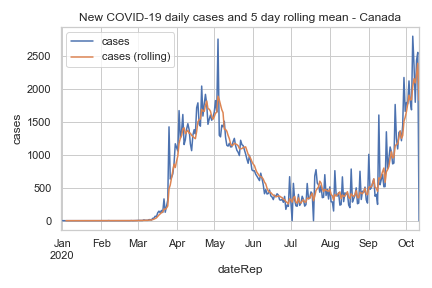 New COVID-19 daily cases and 5 day rolling mean - Canada
cases
cases (rolling)
cases
2500
2000
1500
1000
500
0
Jan Feb Mar Apr May Jun Jul Aug Sep Oct
2020
dateRep